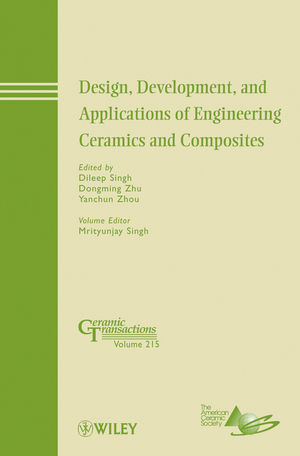 Design, Development, and
Applications of Engineering
Ceramics and Composites
Edited by
Dileep Singh
Dongming Zhu
Yanchun Zhou
Volume Editor
Mrityunjay Singh
Ceramic
Transactions
Volume 215
WILEY
The
American
Ceramic
Society